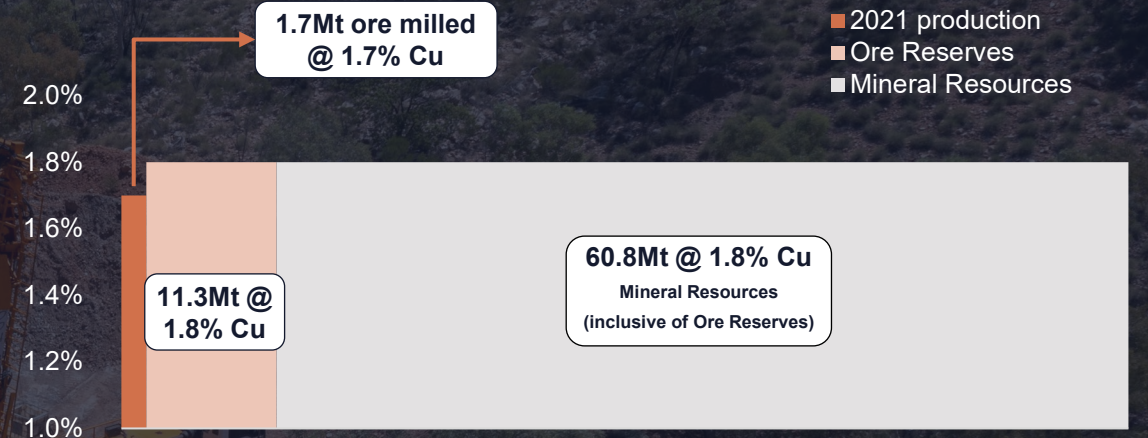 1.7Mt ore milled
@ 1.7% Cu
2021 production
Ore Reserves
Mineral Resources
2.0%
1.8%
1.6%
1.4%
1.2%
1.0%
11.3Mt @
1.8% Cu
60.8Mt @ 1.8% Cu
Mineral Resources
(inclusive of Ore Reserves)